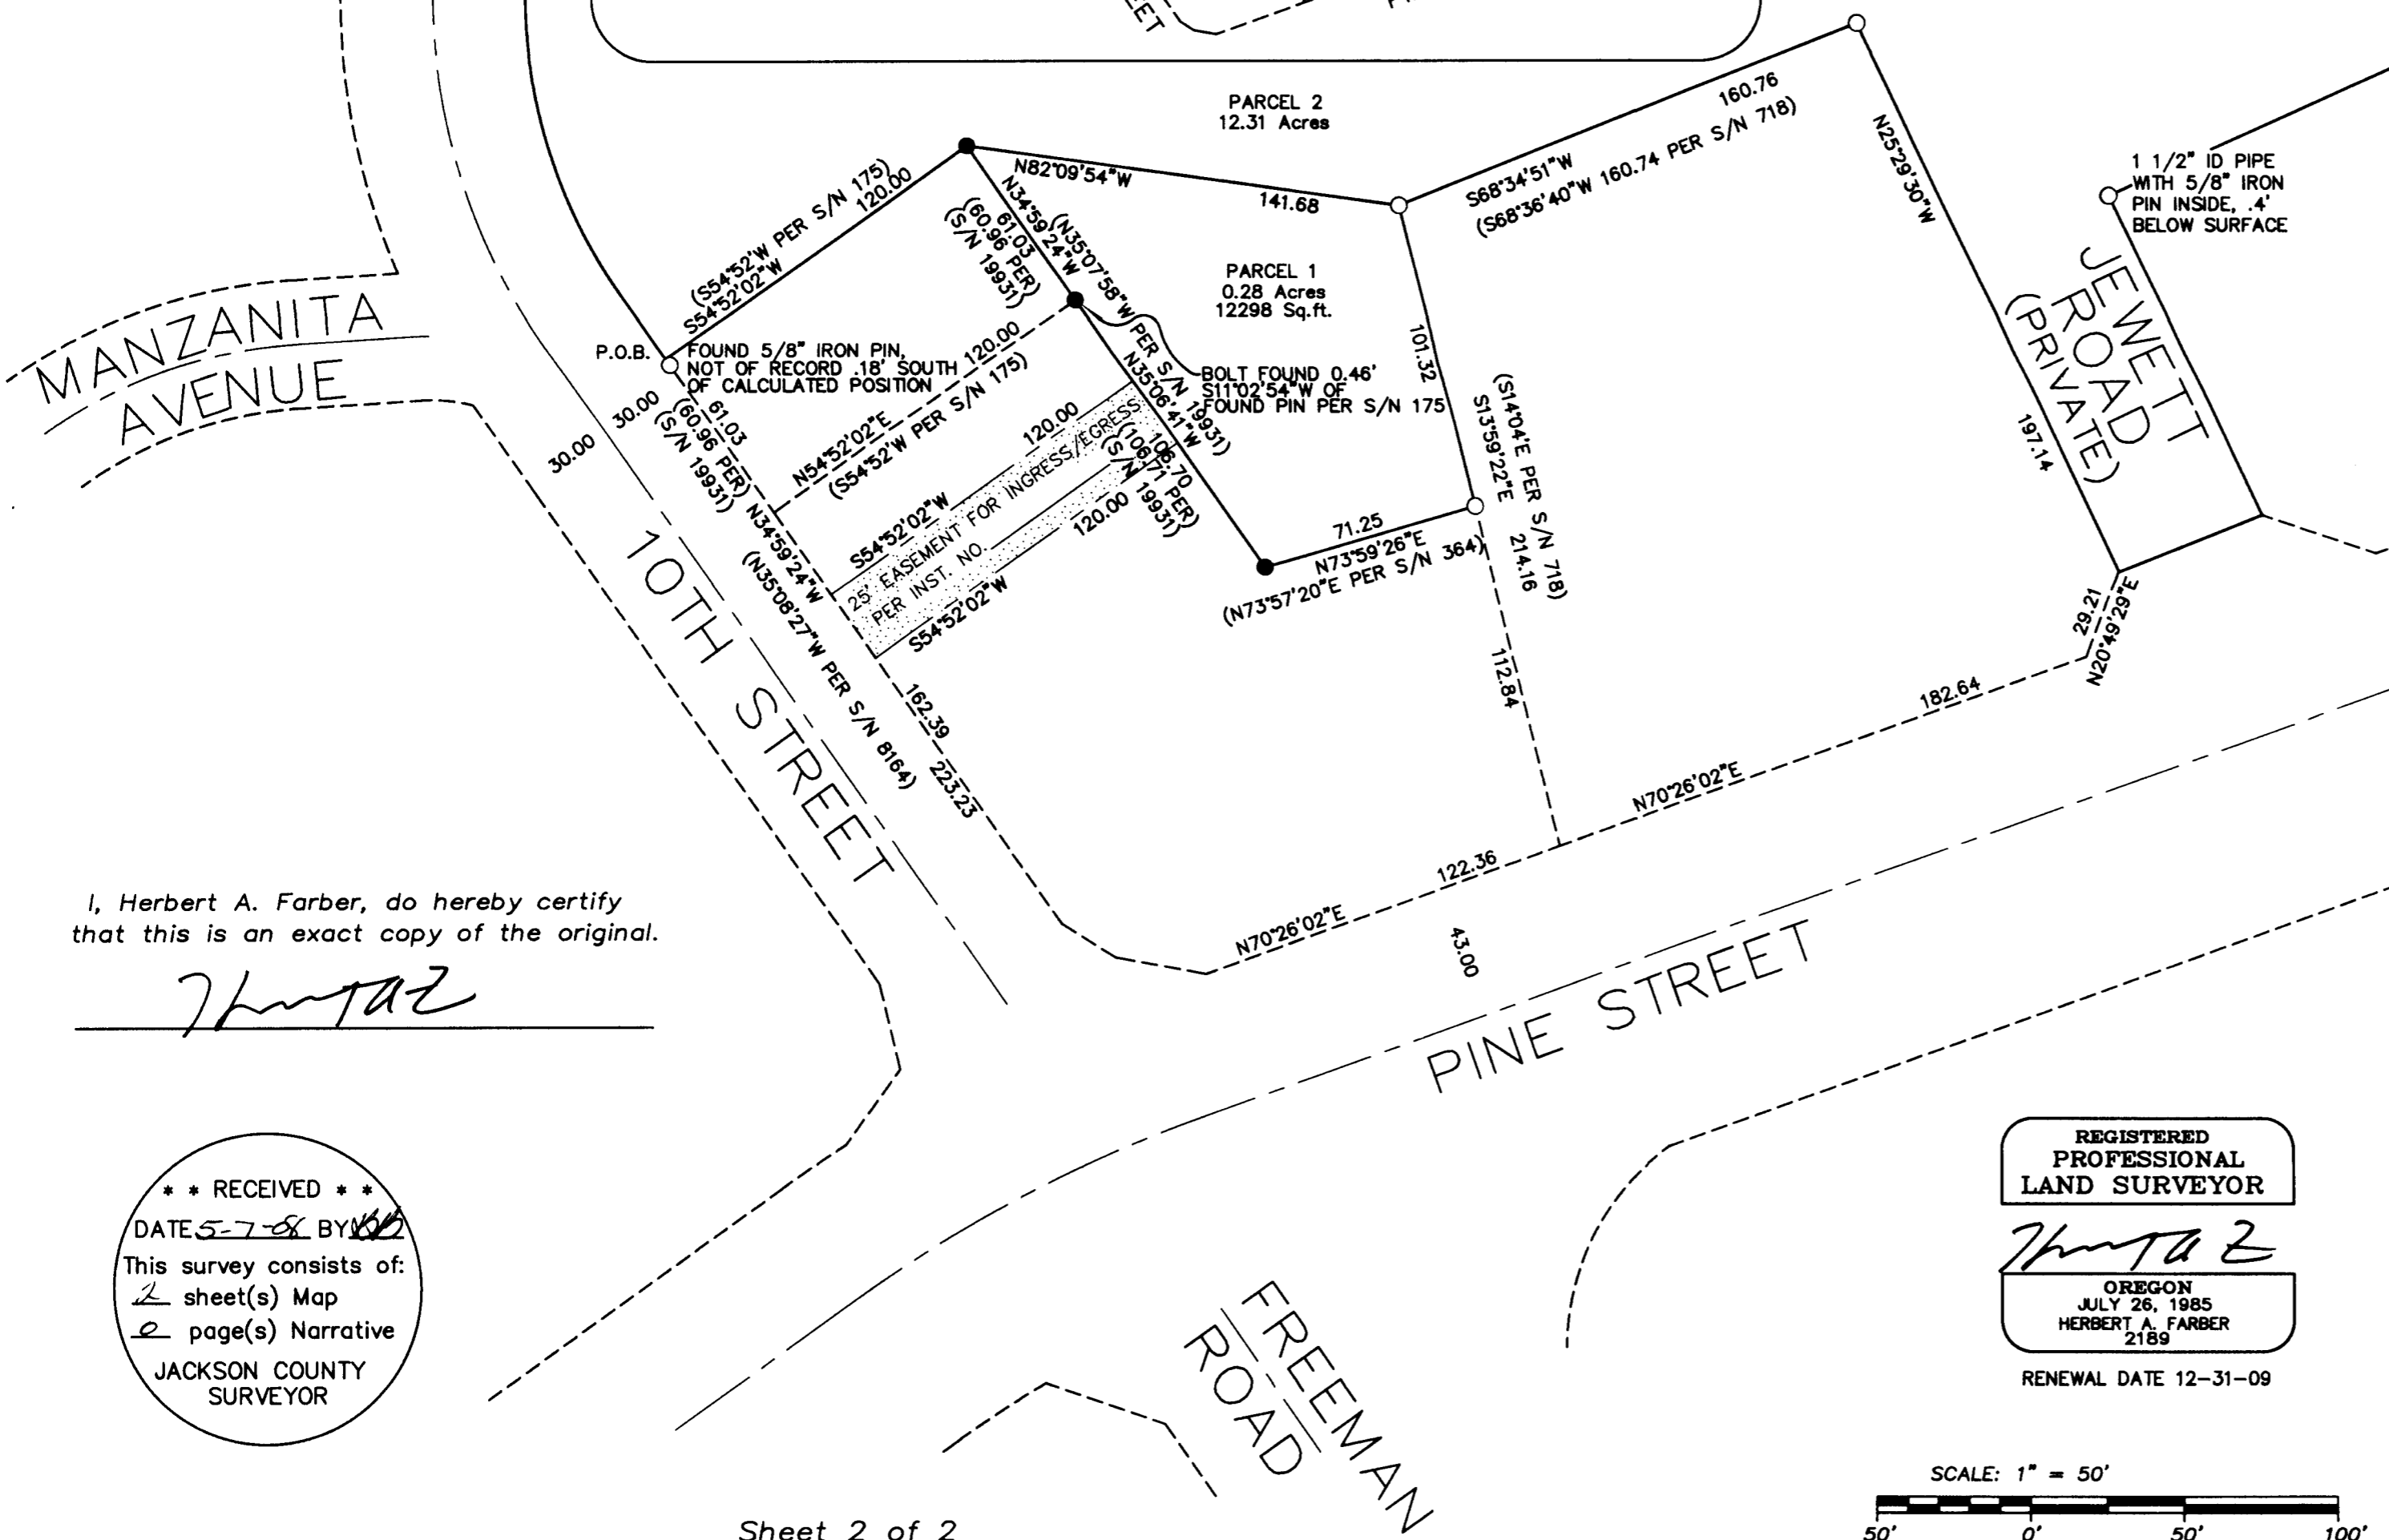 EET
PARCEL 2
12.31 Acres
160.76
S68°34'51"W
(S68°36'40"W 160.74 PER S/N 718)
N25°29'30"W
197.14
1 1/2" ID PIPE
WITH 5/8" IRON
PIN INSIDE, .4'
BELOW SURFACE
JEWETT
ROAD
(PRIVATE)
N82°09'54"W
141.68
(S54°52'W PER S/N 175)
120.00
S54°52'02"W
N34°59'24"W
61.03
(60.96 PER)
(S/N 19931)
(N35°07'58"W PER S/N 19931)
PARCEL 1
0.28 Acres
12298 Sq.ft.
101.32
MANZANITA
AVENUE
P.O.B.
FOUND 5/8" IRON PIN,
NOT OF RECORD .18' SOUTH
OF CALCULATED POSITION
BOLT FOUND 0.46'
S11°02'54"W OF
FOUND PIN PER S/N 175
N35°06'41"W
106.70
(106.71 PER)
(S/N 19931)
120.00
N54°52'02"E
(S54°52'W PER S/N 175)
30.00
30.00
61.03
(60.96 PER)
(S/N 19931)
N34°59'24"W
(N35°08'27"W PER S/N 8164)
120.00
S54°52'02"W
25' EASEMENT FOR INGRESS/EGRESS
PER INST. NO.
120.00
S54°52'02"W
71.25
N73°59'26"E
(N73°57'20"E PER S/N 364)
(S14°04'E PER S/N 718)
S13°59'22"E 214.16
112.84
162.39
223.23
10TH STREET
29.21
N20°49'29"E
182.64
N70°26'02"E
122.36
N70°26'02"E
43.00
PINE STREET
I, Herbert A. Farber, do hereby certify
that this is an exact copy of the original.
* * RECEIVED * *
DATE 5-7-08 BY
This survey consists of:
2 sheet(s) Map
0 page(s) Narrative
JACKSON COUNTY
SURVEYOR
FREEMAN
ROAD
REGISTERED
PROFESSIONAL
LAND SURVEYOR
OREGON
JULY 26, 1985
HERBERT A. FARBER
2189
RENEWAL DATE 12-31-09
SCALE: 1" = 50'
50' 0' 50' 100'
Sheet 2 of 2